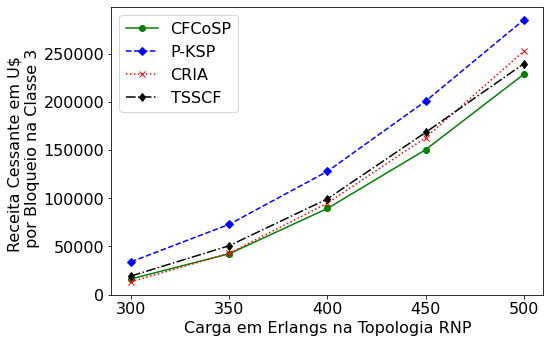 Receita Cessante em U$
por Bloqueio na Classe 3
250000
200000
150000
100000
50000
0
CFCoSP
P-KSP
CRIA
TSSCF
300 350 400 450 500
Carga em Erlangs na Topologia RNP